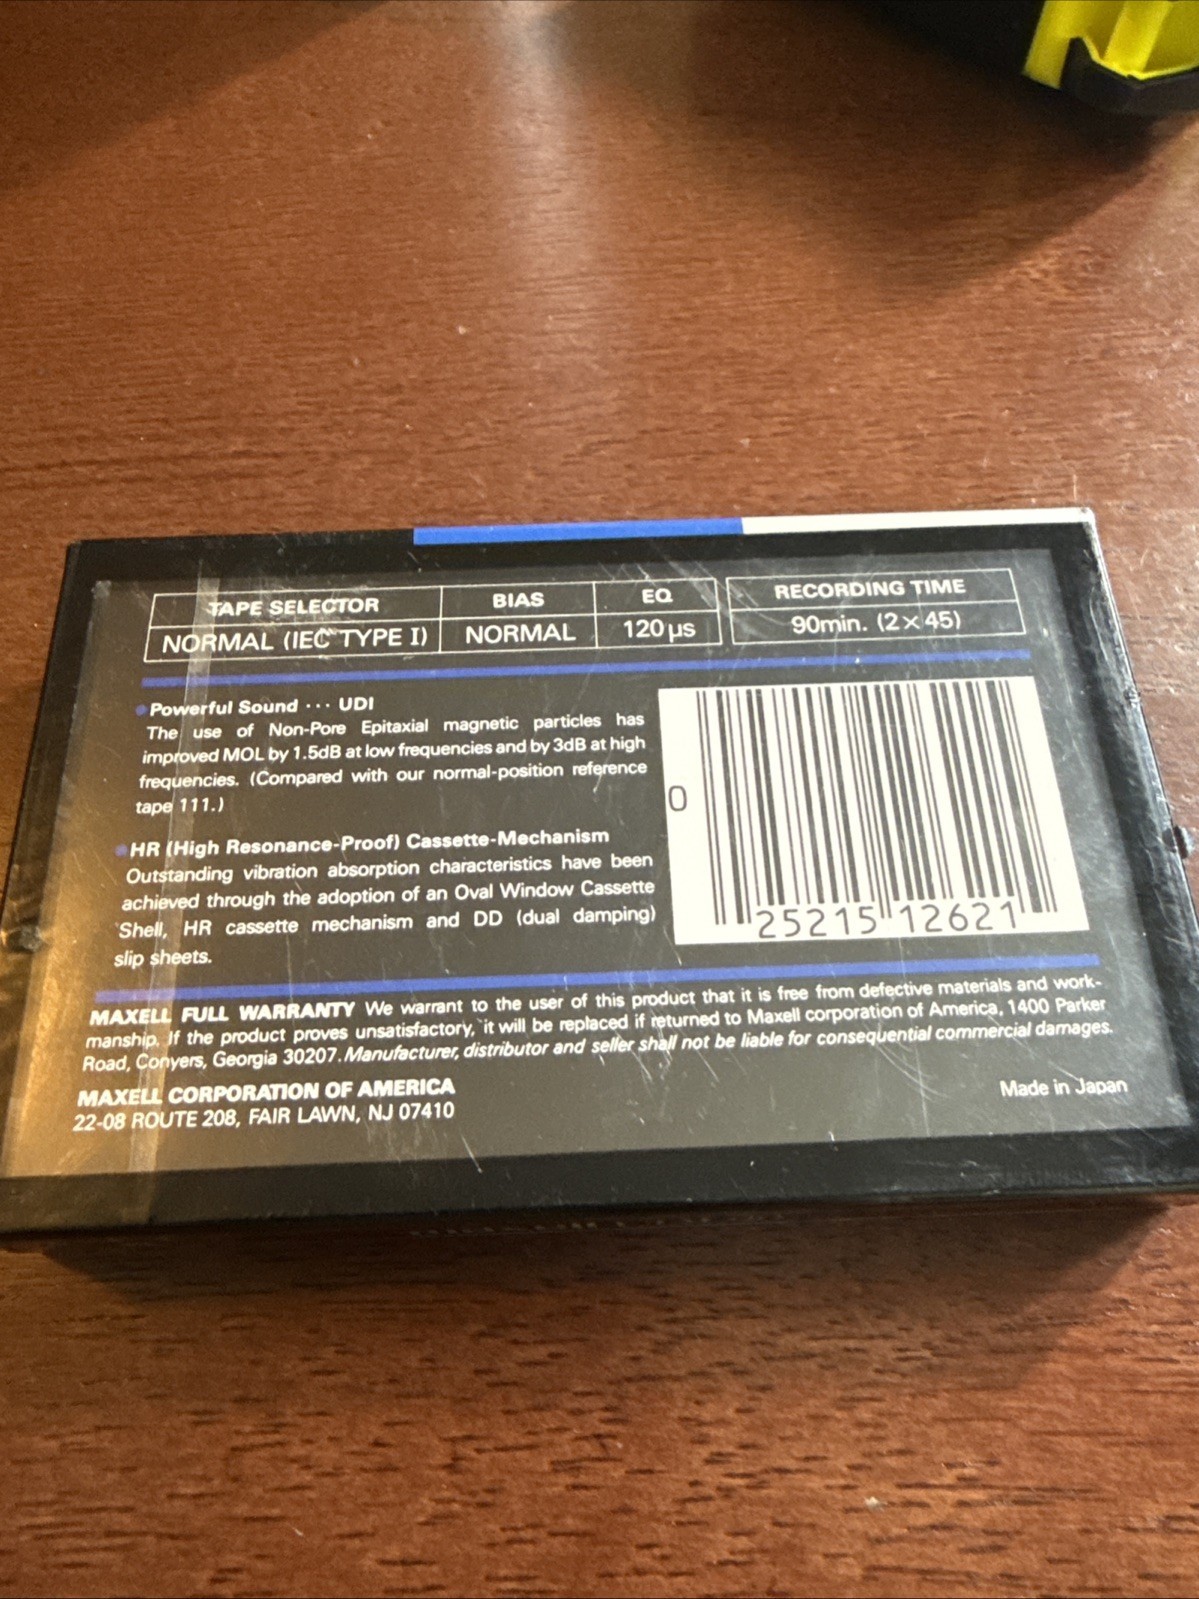 TAPE SELECTOR BIAS EQ RECORDING TIME
NORMAL (IEC TYPE I) NORMAL 120 μs 90min. (2×45)
Powerful Sound ··· UDI
The use of Non-Pore Epitaxial magnetic particles has
improved MOL by 1.5dB at low frequencies and by 3dB at high
frequencies. (Compared with our normal-position reference
tape 111.)
HR (High Resonance-Proof) Cassette-Mechanism
Outstanding vibration absorption characteristics have been
achieved through the adoption of an Oval Window Cassette
Shell, HR cassette mechanism and DD (dual damping)
slip sheets.
0 25215 12621
MAXELL FULL WARRANTY We warrant to the user of this product that it is free from defective materials and work-
manship. If the product proves unsatisfactory, it will be replaced if returned to Maxell corporation of America, 1400 Parker
Road, Conyers, Georgia 30207. Manufacturer, distributor and seller shall not be liable for consequential commercial damages.
MAXELL CORPORATION OF AMERICA
22-08 ROUTE 208, FAIR LAWN, NJ 07410
Made in Japan